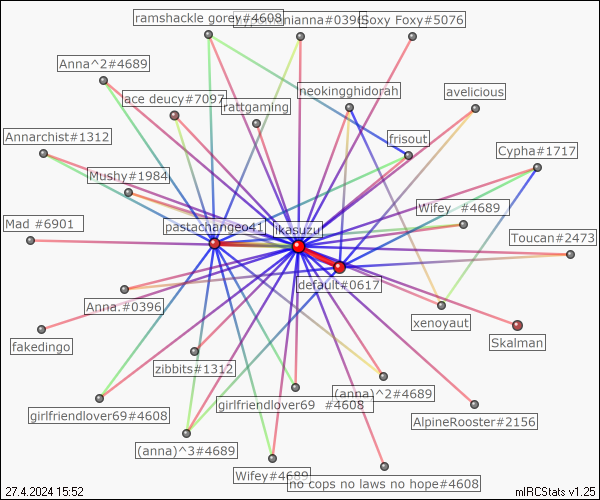 ramshackle gorey#4608
anianna#0396
Soxy Foxy#5076
Anna^2#4689
ace deucy#7097
rattgaming
neokingghidorah
avelicious
Annarchist#1312
frisout
Cypha#1717
Mushy#1984
Wifey #4689
Mad #6901
pastachangeo41
ikasuzu
Toucan#2473
default#0617
Anna.#0396
xenoyaut
fakedingo
Skalman
zibbits#1312
(anna)^2#4689
girlfriendlover69#4608
girlfriendlover69 #4608
AlpineRooster#2156
(anna)^3#4689
Wifey#4689
no cops no laws no hope#4608
27.4.2024 15:52
mIRCStats v1.25